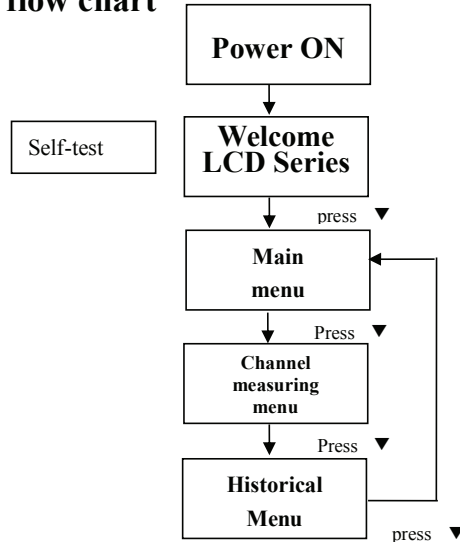 flow chart
Power ON
Self-test
Welcome
LCD Series
press ▼
Main
menu
Press ▼
Channel
measuring
menu
Press ▼
Historical
Menu
press ▼